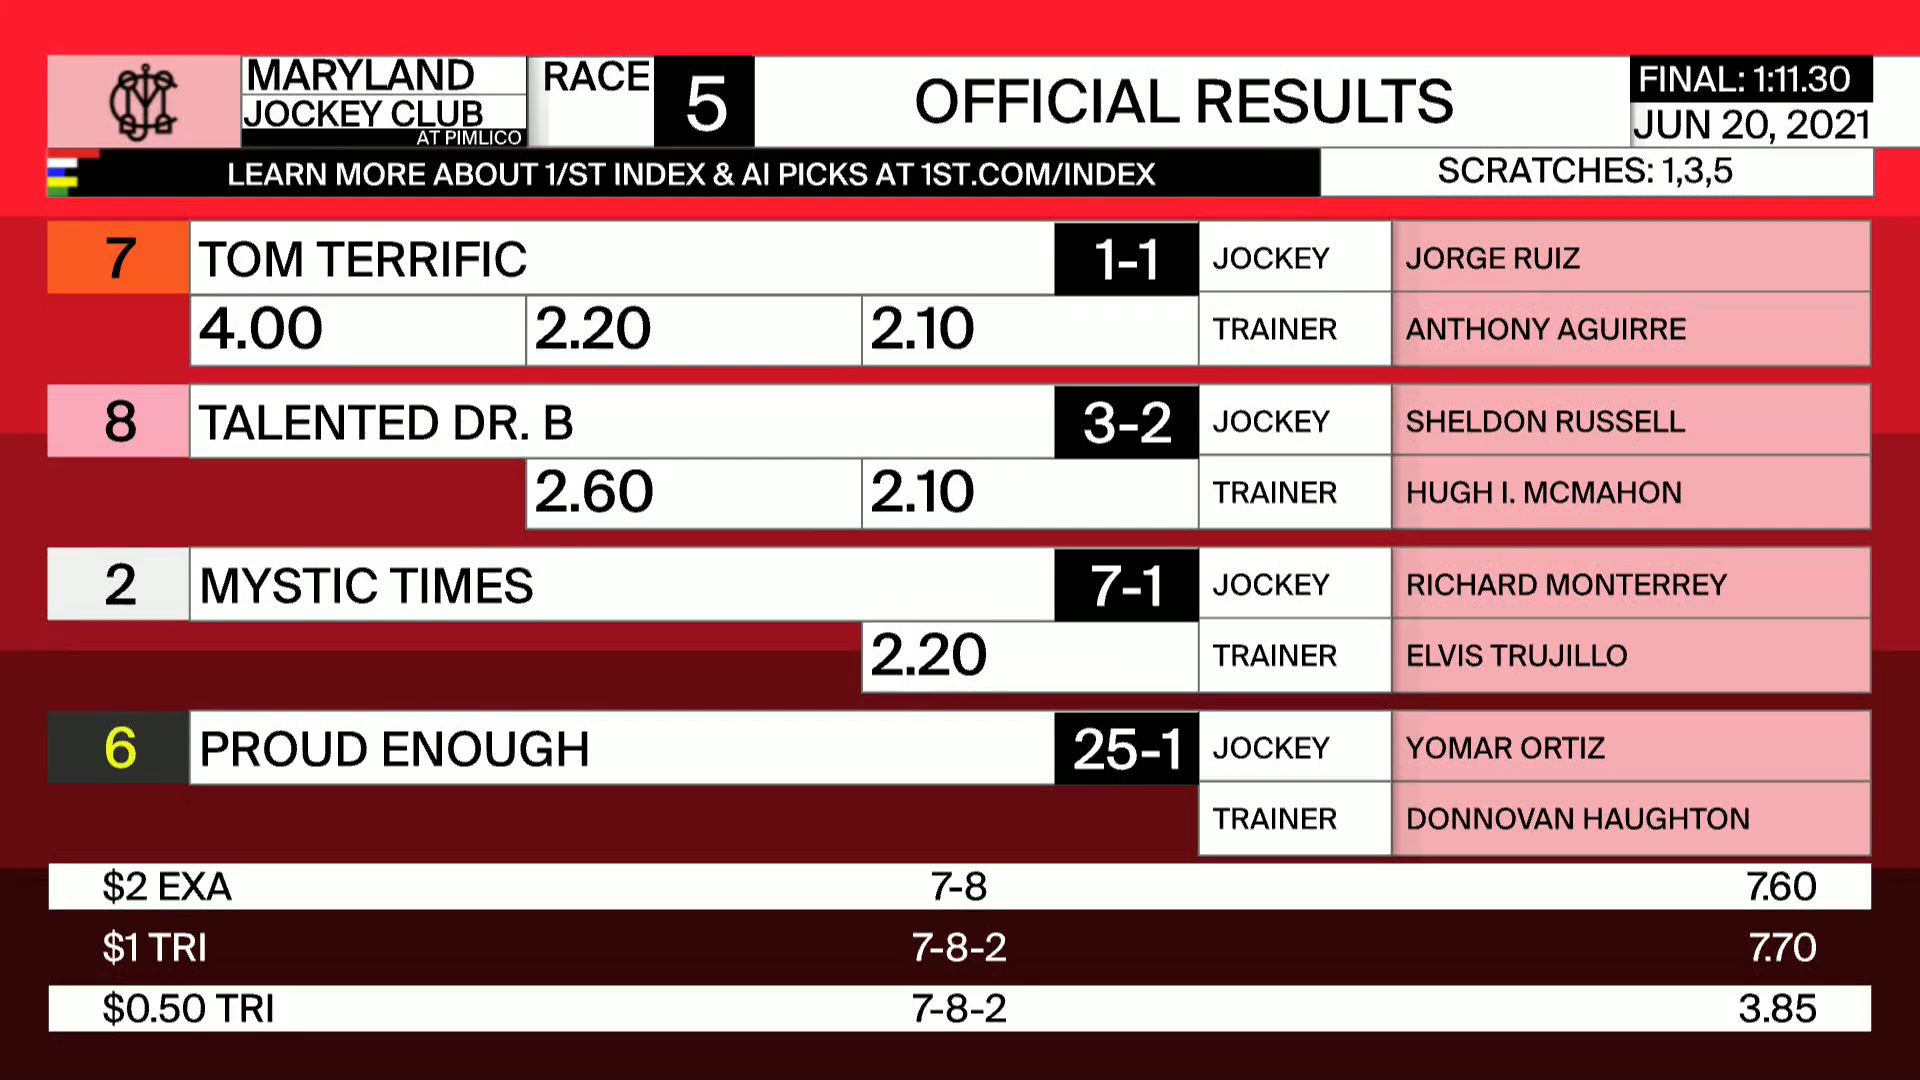 MARYLAND
JOCKEY CLUB
AT PIMLICO
RACE 5
OFFICIAL RESULTS
FINAL: 1:11.30
JUN 20, 2021
LEARN MORE ABOUT 1/ST INDEX & AI PICKS AT 1ST.COM/INDEX
SCRATCHES: 1,3,5
7 TOM TERRIFIC 1-1 JOCKEY JORGE RUIZ
4.00 2.20 2.10 TRAINER ANTHONY AGUIRRE
8 TALENTED DR. B 3-2 JOCKEY SHELDON RUSSELL
2.60 2.10 TRAINER HUGH I. MCMAHON
2 MYSTIC TIMES 7-1 JOCKEY RICHARD MONTERREY
2.20 TRAINER ELVIS TRUJILLO
6 PROUD ENOUGH 25-1 JOCKEY YOMAR ORTIZ
TRAINER DONNOVAN HAUGHTON
$2 EXA 7-8 7.60
$1 TRI 7-8-2 7.70
$0.50 TRI 7-8-2 3.85